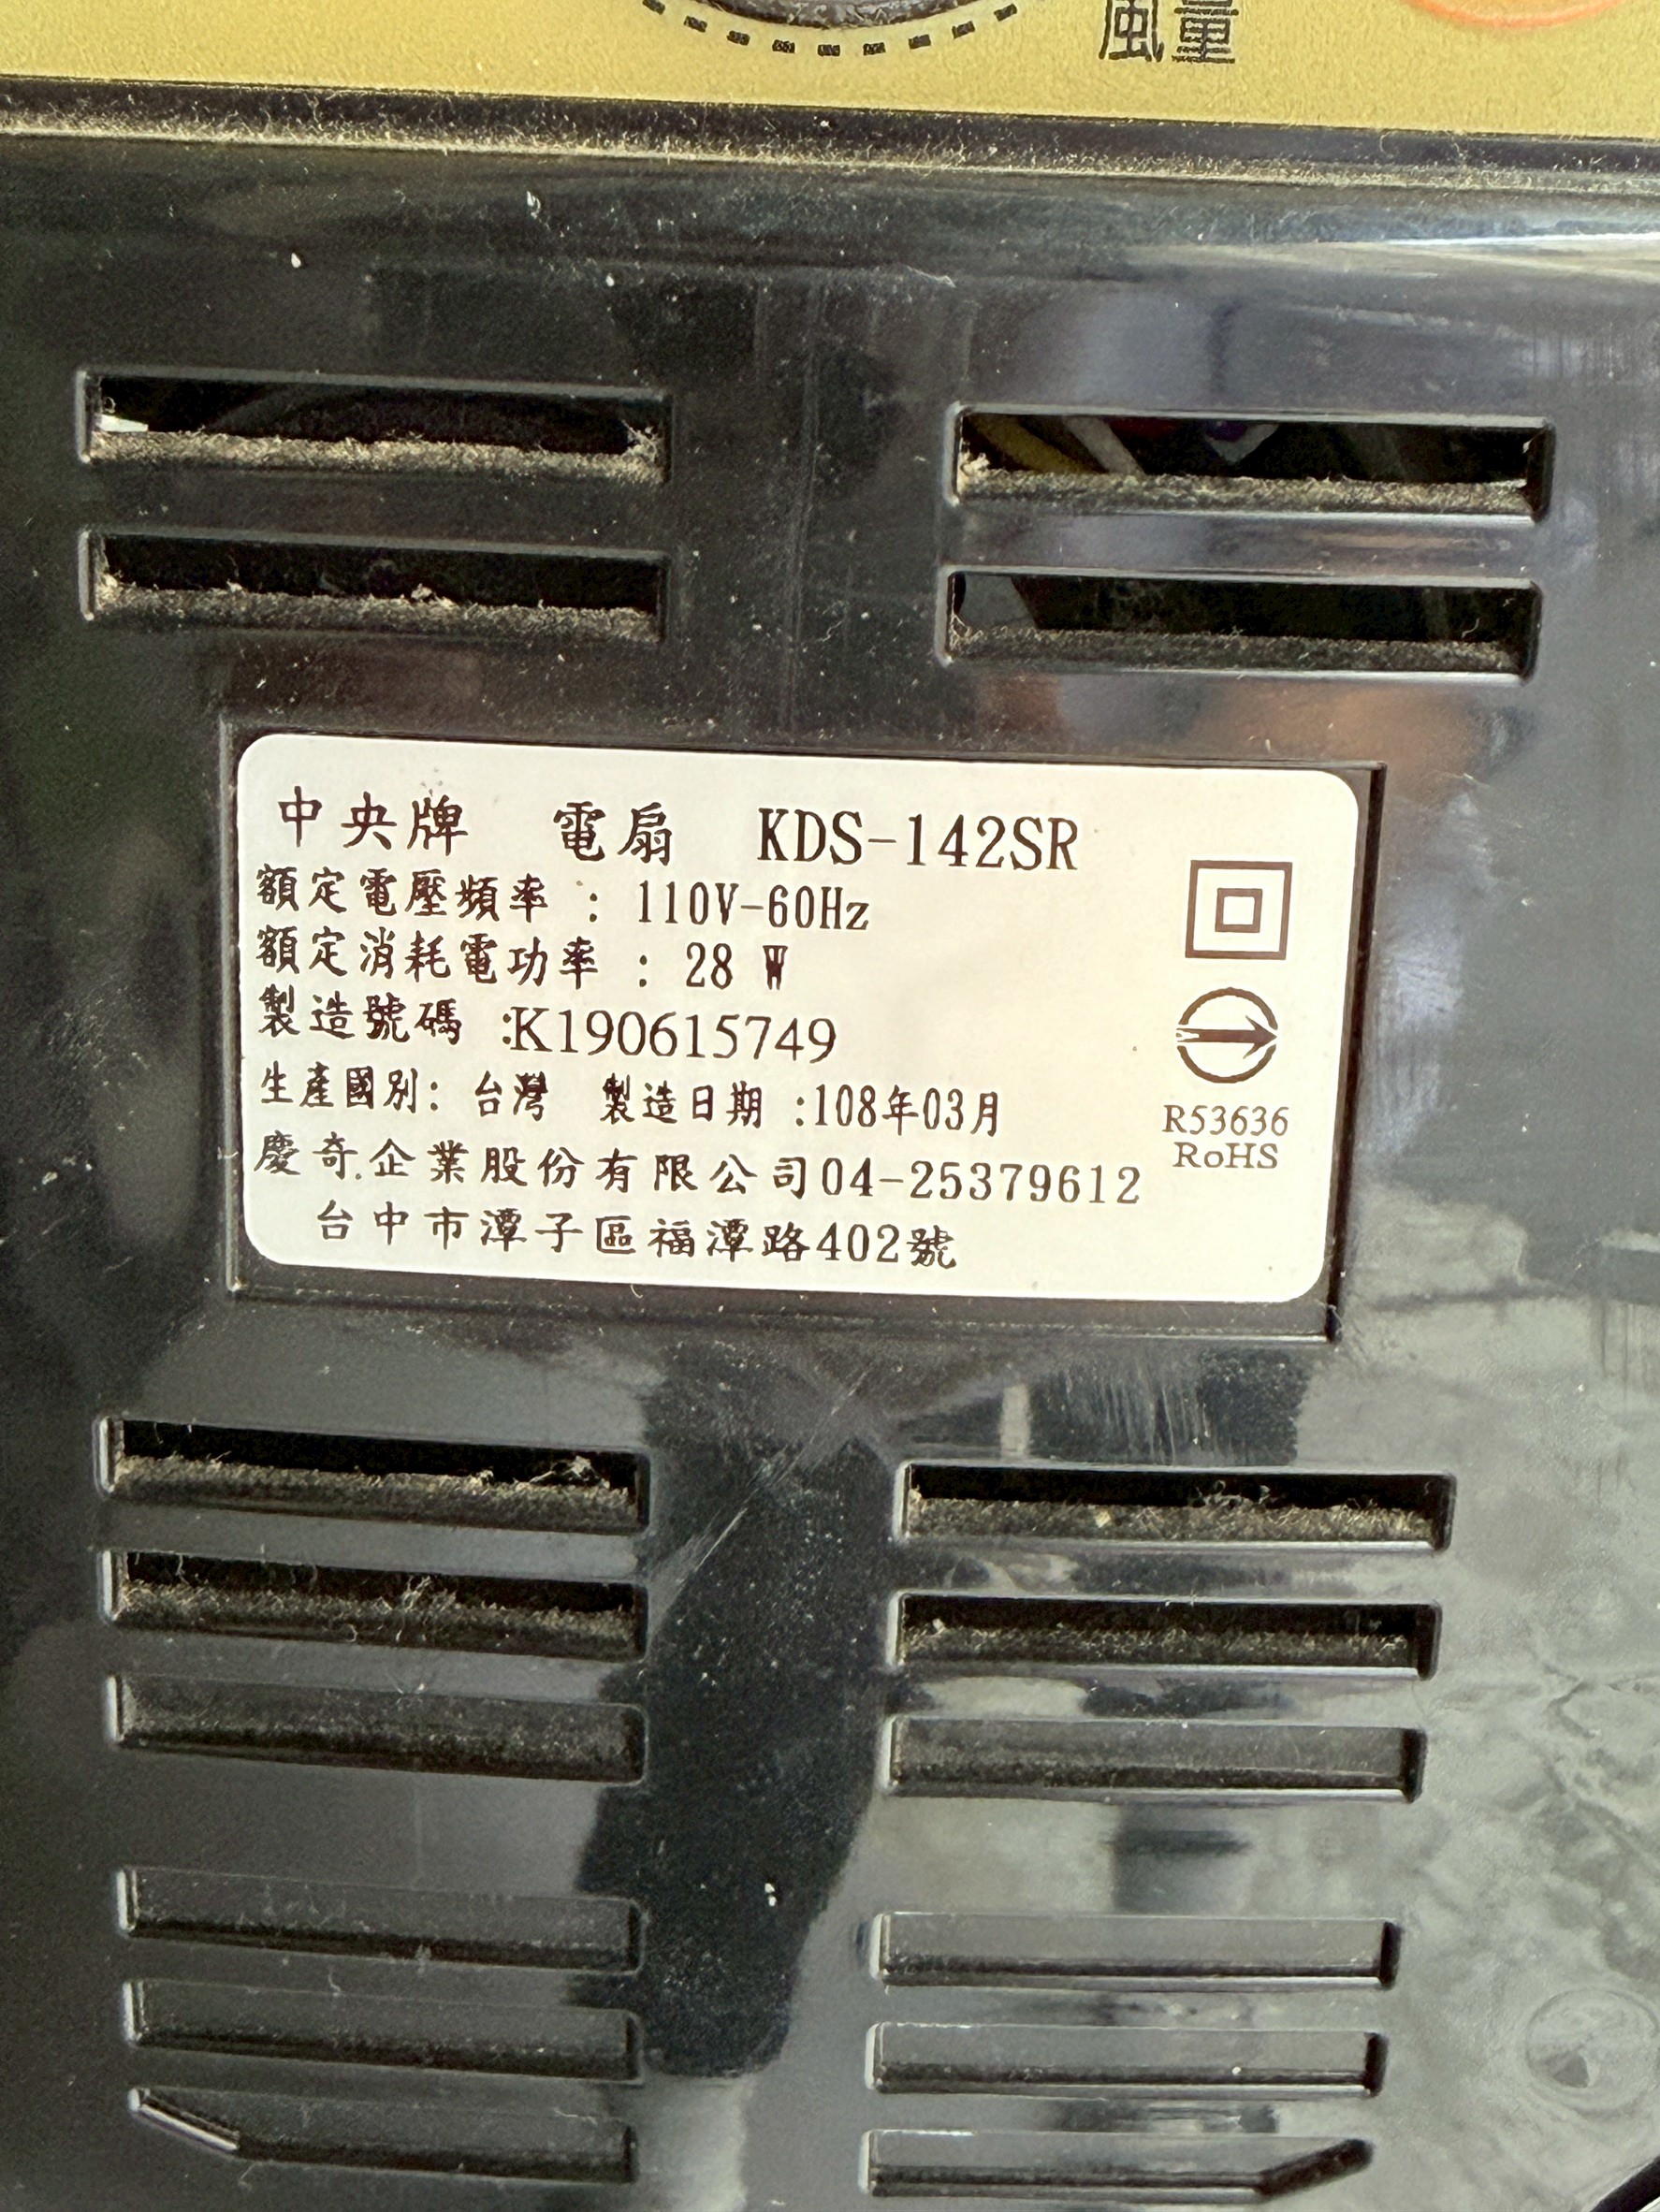 風量
中央牌 電扇 KDS-142SR
額定電壓頻率 : 110V-60Hz
額定消耗電功率 : 28 W
製造號碼 :K190615749
生產國別: 台灣 製造日期 :108年03月
慶奇企業股份有限公司04-25379612
台中市潭子區福潭路402號
R53636
RoHS